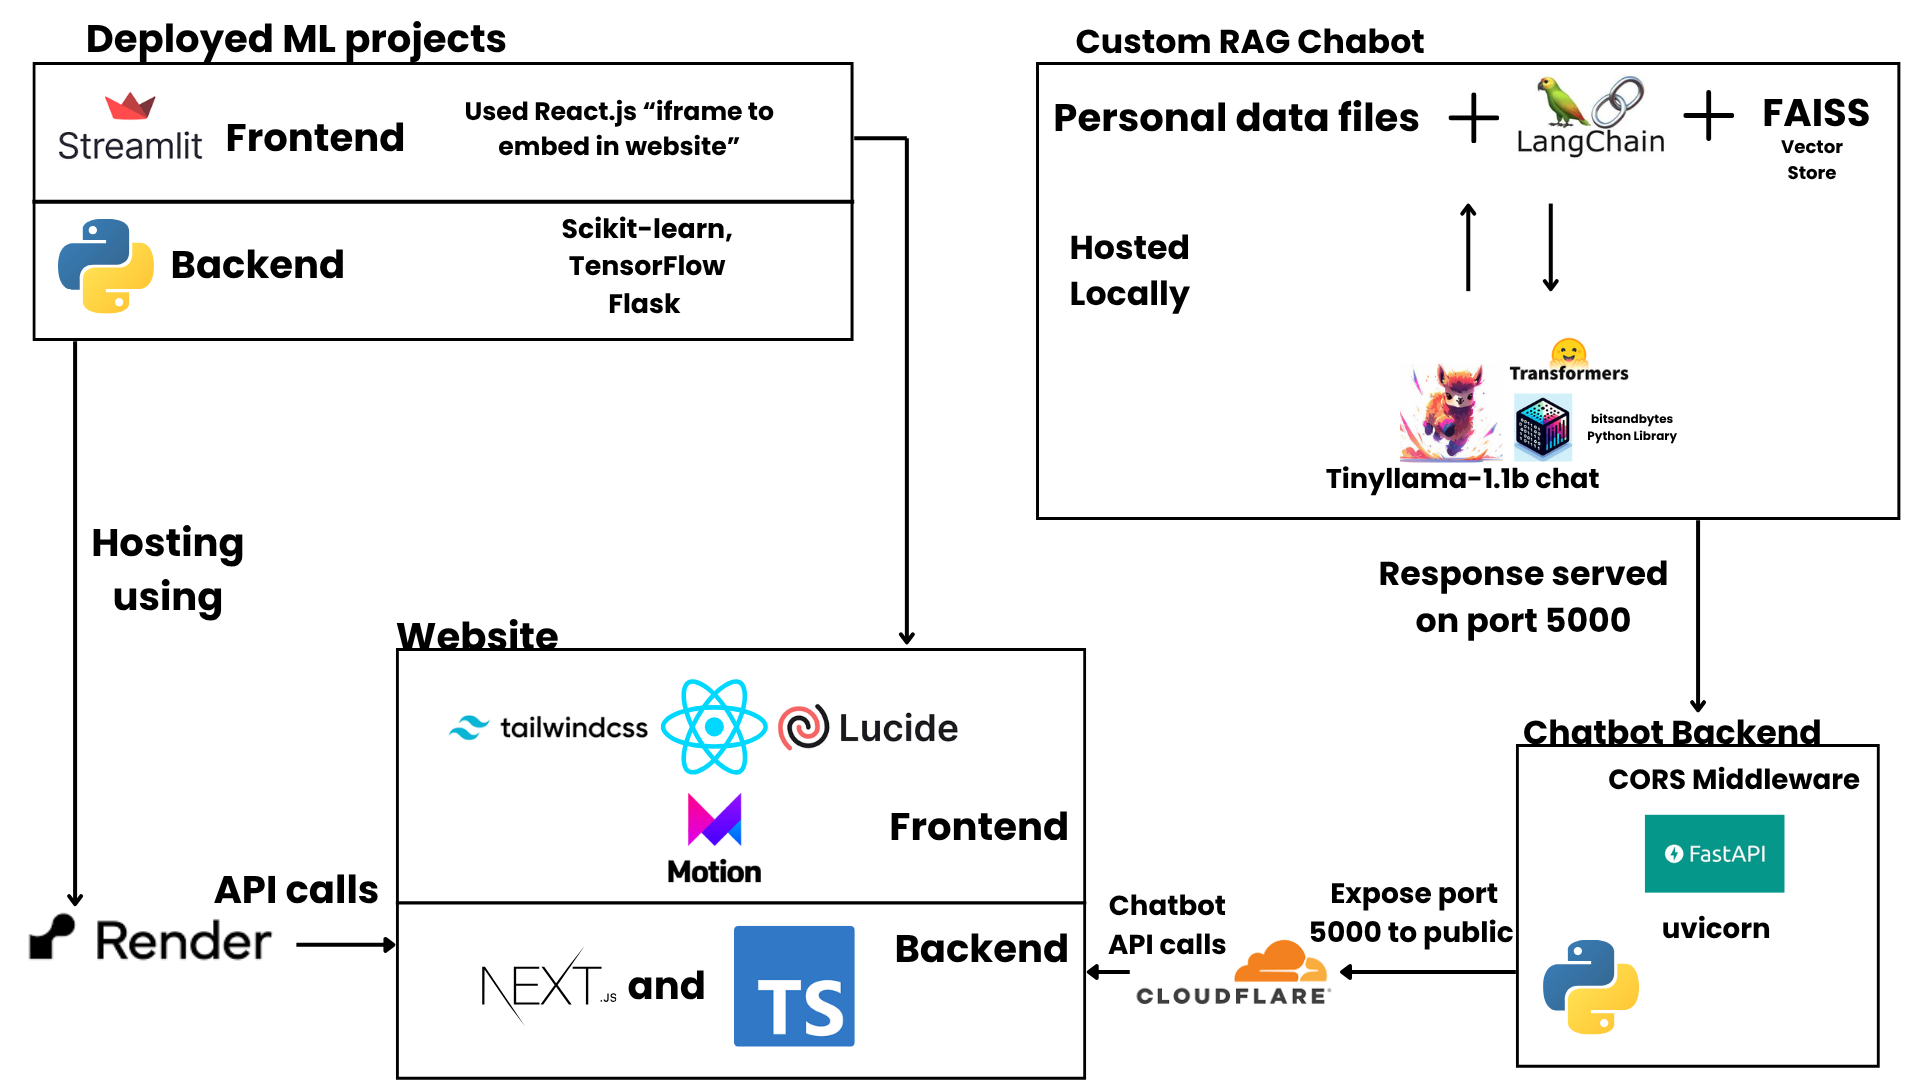 Deployed ML projects
Streamlit
Frontend
Used React.js “iframe to
embed in website”
Backend
Scikit-learn,
TensorFlow
Flask
Custom RAG Chabot
Personal data files
LangChain
FAISS
Vector
Store
Hosted
Locally
Transformers
bitsandbytes
Python Library
Tinyllama-1.1b chat
Hosting
using
Response served
on port 5000
Website
tailwindcss
Lucide
Motion
Frontend
Chatbot Backend
CORS Middleware
FastAPI
uvicorn
API calls
Render
Backend
NEXT.JS
and
TS
Chatbot
API calls
CLOUDFLARE
Expose port
5000 to public